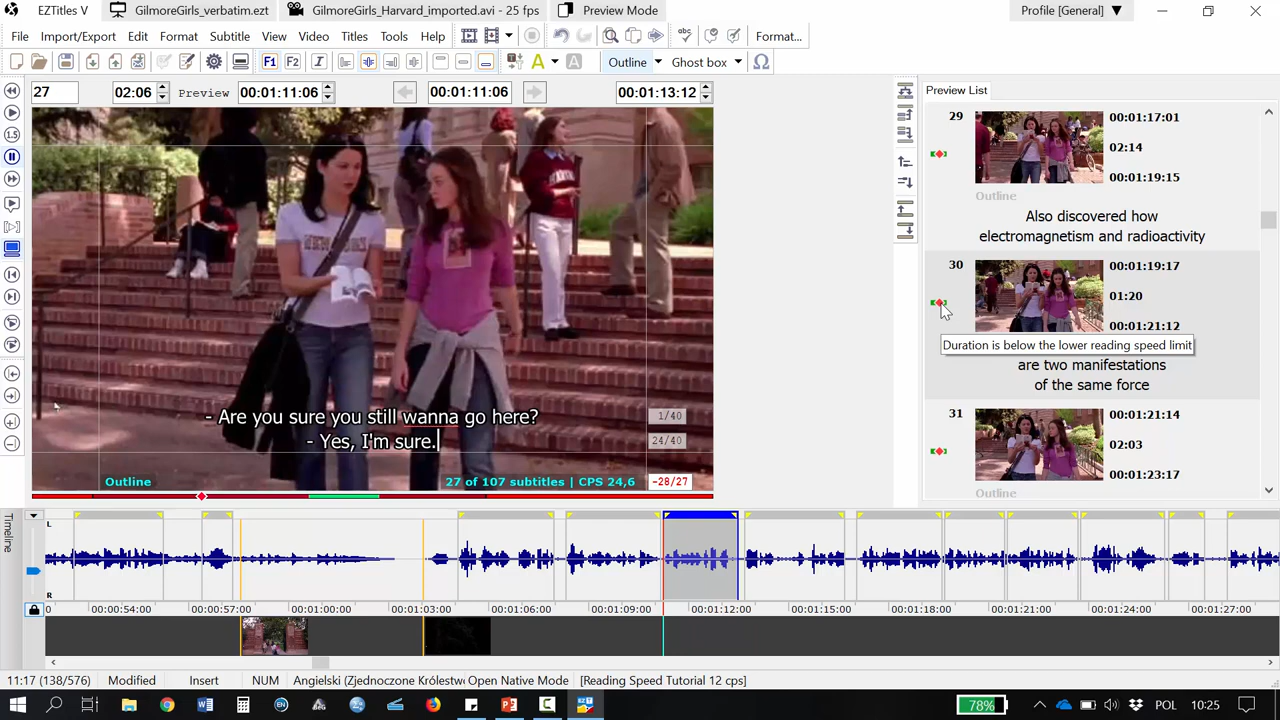 EZTitles V
GilmoreGirls_verbatim.ezt
GilmoreGirls_Harvard_imported.avi - 25 fps
Preview Mode
Profile [General] ▼
File
Import/Export
Edit
Format
Subtitle
View
Video
Titles
Tools
Help
Format...
F1
F2
I
A
A
Outline
Ghost box
Ω
27
02:06
Preview
00:01:11:06
00:01:11:06
00:01:13:12
1.5
- Are you sure you still wanna go here?
- Yes, I'm sure.
1/40
24/40
Outline
27 of 107 subtitles | CPS 24,6
-28/27
Preview List
29
00:01:17:01
02:14
00:01:19:15
Outline
Also discovered how
electromagnetism and radioactivity
30
00:01:19:17
01:20
00:01:21:12
Duration is below the lower reading speed limit
are two manifestations
of the same force
31
00:01:21:14
02:03
00:01:23:17
Outline
Timeline
L
R
0
00:00:54:00
00:00:57:00
00:01:00:00
00:01:03:00
00:01:06:00
00:01:09:00
00:01:12:00
00:01:15:00
00:01:18:00
00:01:21:00
00:01:24:00
00:01:27:00
11:17 (138/576)
Modified
Insert
NUM
Angielski (Zjednoczone Królestw
Open Native Mode
[Reading Speed Tutorial 12 cps]
78%
POL
10:25